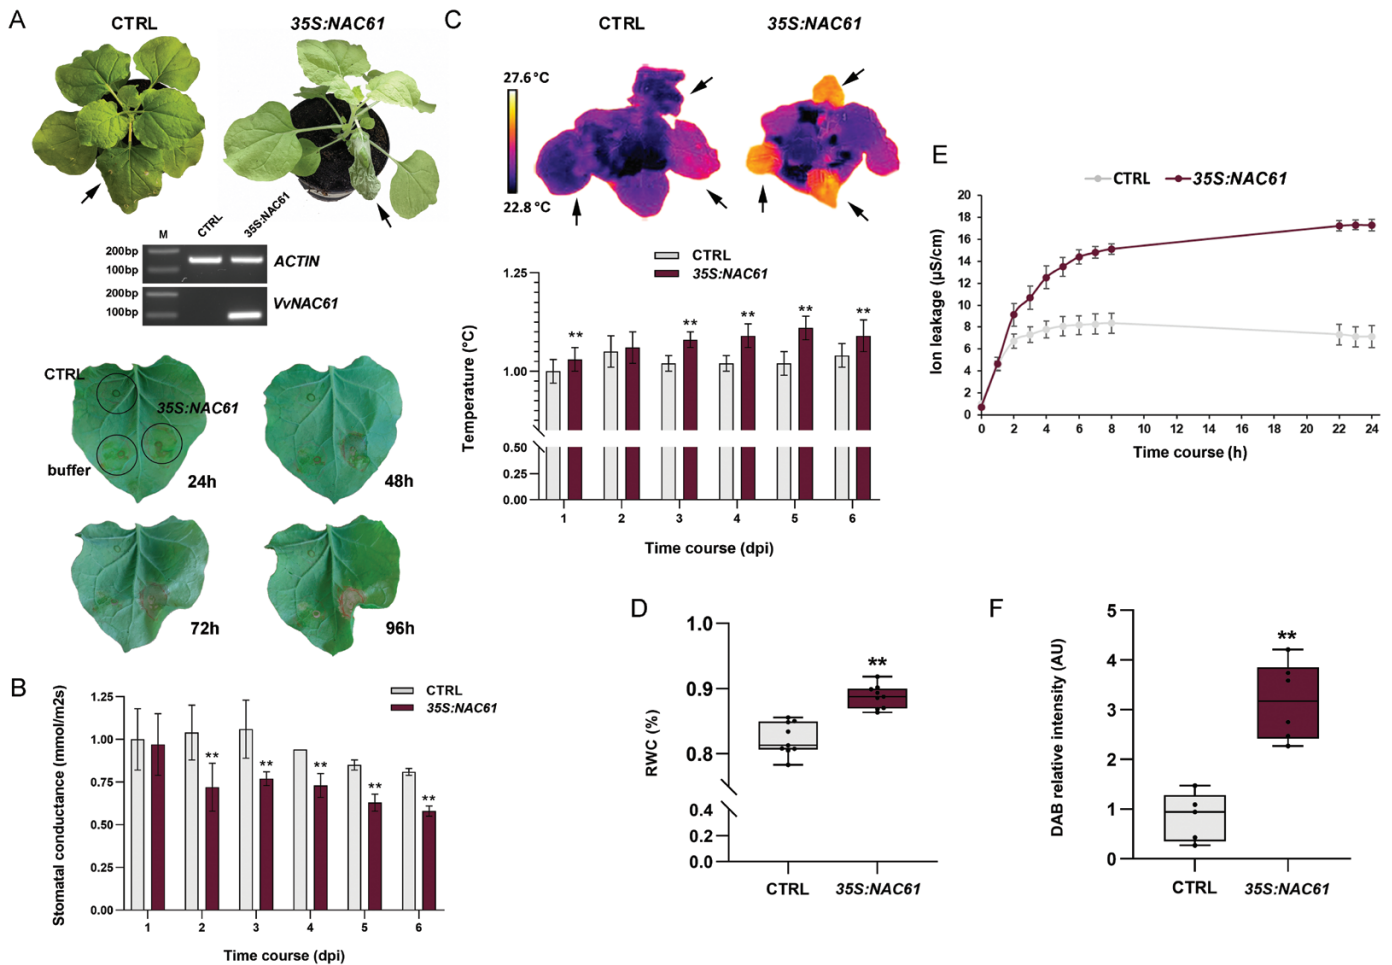 A
CTRL
35S:NAC61
M
CTRL
35S:NAC61
200bp
100bp
ACTIN
200bp
100bp
VvNAC61
CTRL
35S:NAC61
buffer
24h
48h
72h
96h
B
CTRL
35S:NAC61
Stomatal conductance (mmol/m2s)
1.25
1.00
0.75
0.50
0.25
0.00
**
**
**
**
**
1 2 3 4 5 6
Time course (dpi)
C
CTRL
35S:NAC61
27.6 °C
22.8 °C
CTRL
35S:NAC61
Temperature (°C)
1.25
1.00
0.50
0.25
0.00
**
**
**
**
**
1 2 3 4 5 6
Time course (dpi)
D
RWC (%)
1.0
0.9
0.8
0.4
0.2
0.0
**
CTRL
35S:NAC61
E
CTRL
35S:NAC61
Ion leakage (µS/cm)
20
18
16
14
12
10
8
6
4
2
0
0 2 4 6 8 10 12 14 16 18 20 22 24
Time course (h)
F
DAB relative intensity (AU)
5
4
3
2
1
0
**
CTRL
35S:NAC61